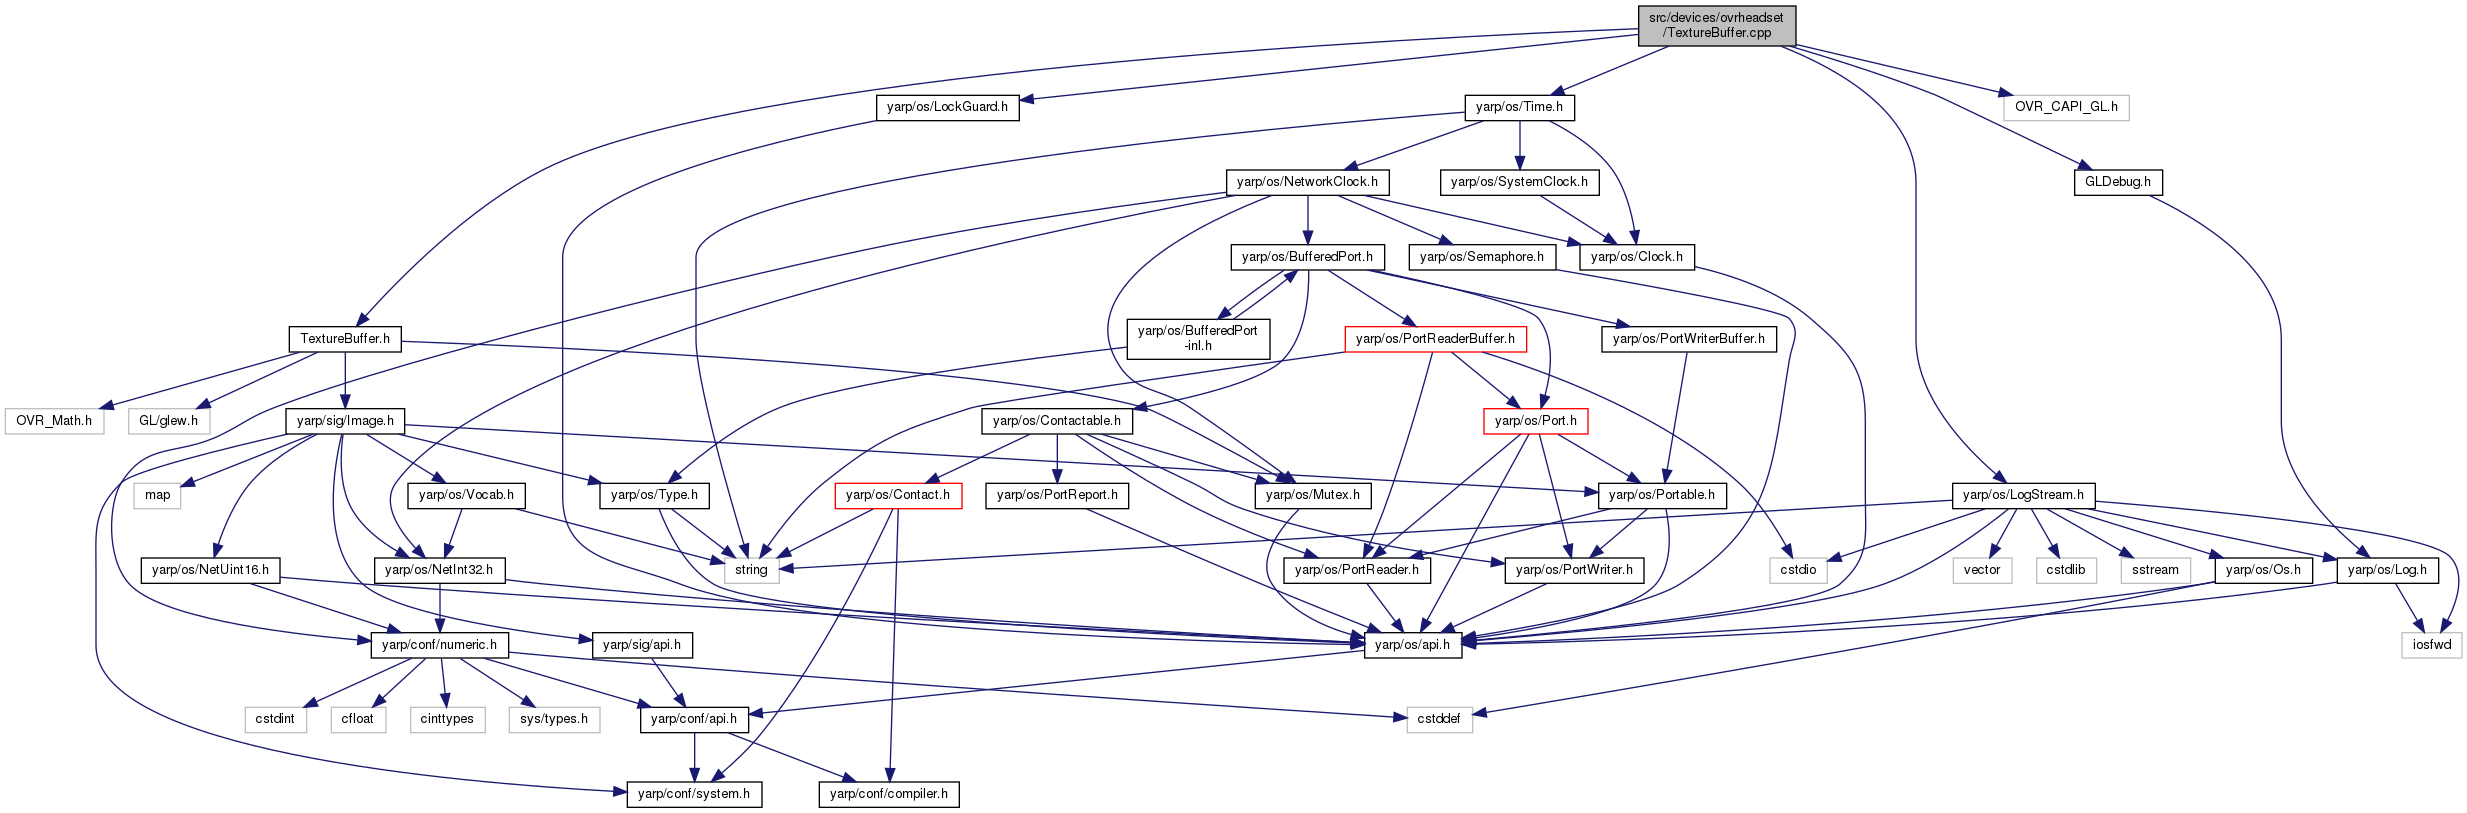 src/devices/ovrheadset
/TextureBuffer.cpp
yarp/os/LockGuard.h
yarp/os/Time.h
OVR_CAPI_GL.h
yarp/os/NetworkClock.h
yarp/os/SystemClock.h
GLDebug.h
yarp/os/BufferedPort.h
yarp/os/Semaphore.h
yarp/os/Clock.h
TextureBuffer.h
yarp/os/BufferedPort
-inl.h
yarp/os/PortReaderBuffer.h
yarp/os/PortWriterBuffer.h
OVR_Math.h
GL/glew.h
yarp/sig/Image.h
yarp/os/Contactable.h
yarp/os/Port.h
map
yarp/os/Vocab.h
yarp/os/Type.h
yarp/os/Contact.h
yarp/os/PortReport.h
yarp/os/Mutex.h
yarp/os/Portable.h
yarp/os/LogStream.h
yarp/os/NetUint16.h
yarp/os/NetInt32.h
string
yarp/os/PortReader.h
yarp/os/PortWriter.h
cstdio
vector
cstdlib
sstream
yarp/os/Os.h
yarp/os/Log.h
yarp/conf/numeric.h
yarp/sig/api.h
yarp/os/api.h
iosfwd
cstdint
cfloat
cinttypes
sys/types.h
yarp/conf/api.h
cstddef
yarp/conf/system.h
yarp/conf/compiler.h